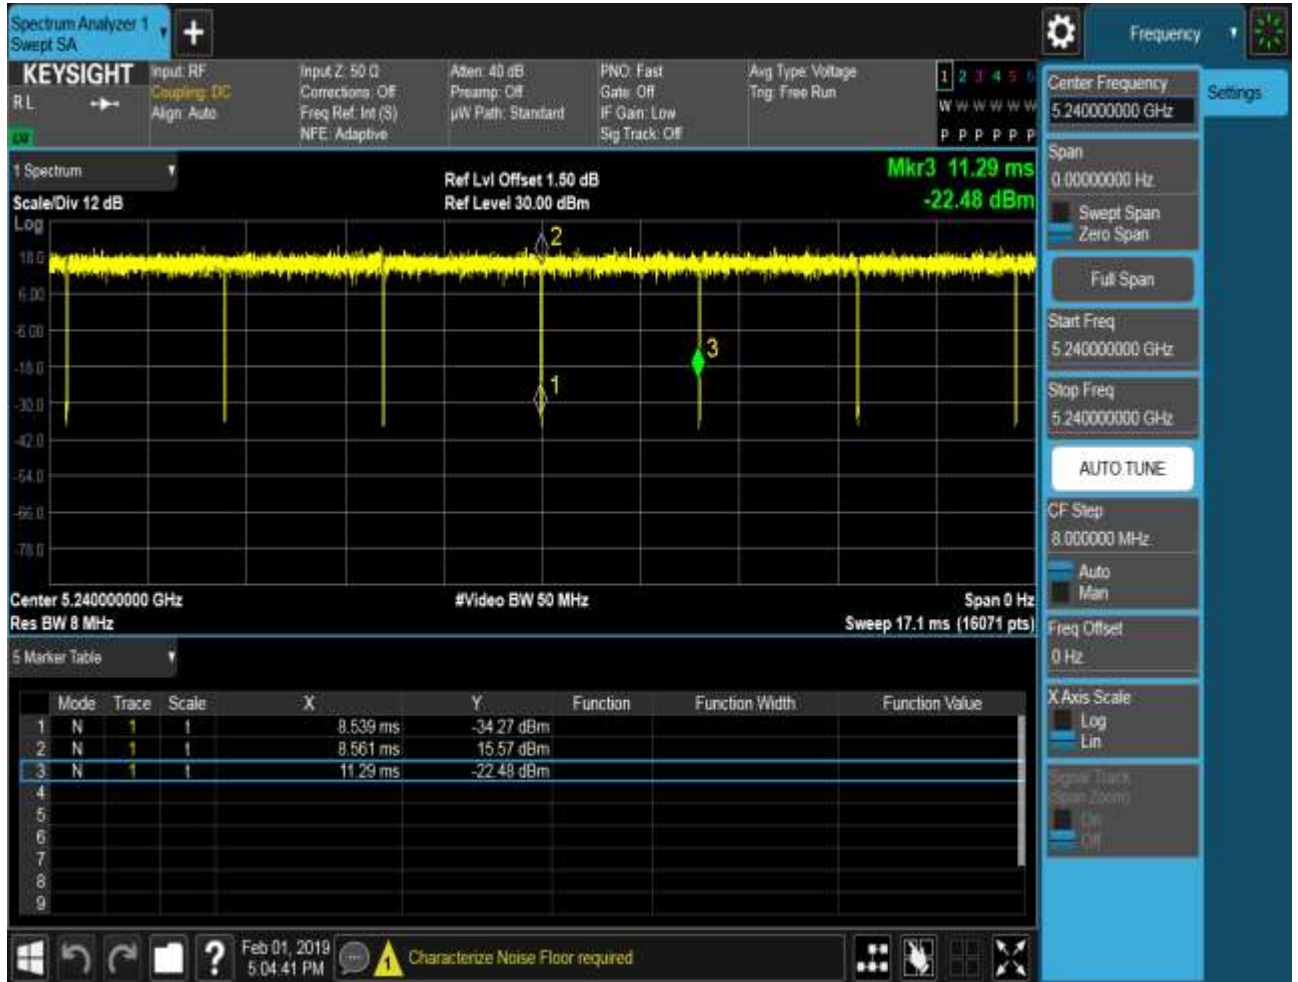 Spectrum Analyzer 1
Swept SA
+
Frequency
KEYSIGHT
RL
Input: RF
Coupling: DC
Align: Auto
Input Z: 50 Ω
Corrections: Off
Freq Ref: Int (S)
NFE: Adaptive
Atten: 40 dB
Preamp: Off
µW Path: Standard
PNO: Fast
Gate: Off
IF Gain: Low
Sig Track: Off
Avg Type: Voltage
Trig: Free Run
1 2 3 4 5 6
W W W W W W
P P P P P P
1 Spectrum
Scale/Div 12 dB
Ref Lvl Offset 1.50 dB
Ref Level 30.00 dBm
Mkr3 11.29 ms
-22.48 dBm
Log
18.0
6.00
-6.00
-18.0
-30.0
-42.0
-54.0
-66.0
-78.0
2
3
1
Center 5.240000000 GHz
Res BW 8 MHz
#Video BW 50 MHz
Span 0 Hz
Sweep 17.1 ms (16071 pts)
5 Marker Table
Mode Trace Scale X Y Function Function Width Function Value
1 N 1 t 8.539 ms -34.27 dBm
2 N 1 t 8.561 ms 15.57 dBm
3 N 1 t 11.29 ms -22.48 dBm
4
5
6
7
8
9
Center Frequency
5.240000000 GHz
Settings
Span
0.00000000 Hz
Swept Span
Zero Span
Full Span
Start Freq
5.240000000 GHz
Stop Freq
5.240000000 GHz
AUTO TUNE
CF Step
8.000000 MHz
Auto
Man
Freq Offset
0 Hz
X Axis Scale
Log
Lin
Signal Track
(Span Zoom)
On
Off
?
Feb 01, 2019
5:04:41 PM
1
Characterize Noise Floor required